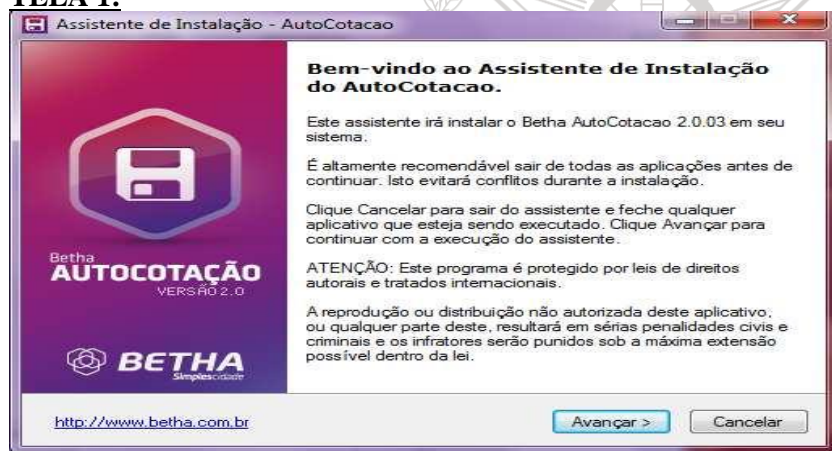 TELA 1:
Assistente de Instalação - AutoCotacao
Bem-vindo ao Assistente de Instalação
do AutoCotacao.
Este assistente irá instalar o Betha AutoCotacao 2.0.03 em seu
sistema.
É altamente recomendável sair de todas as aplicações antes de
continuar. Isto evitará conflitos durante a instalação.
Clique Cancelar para sair do assistente e feche qualquer
aplicativo que esteja sendo executado. Clique Avançar para
continuar com a execução do assistente.
ATENÇÃO: Este programa é protegido por leis de direitos
autorais e tratados internacionais.
A reprodução ou distribuição não autorizada deste aplicativo,
ou qualquer parte deste, resultará em sérias penalidades civis e
criminais e os infratores serão punidos sob a máxima extensão
possível dentro da lei.
Betha
AUTOCOTAÇÃO
VERSÃO 2.0
BETHA
Simplescidade
http://www.betha.com.br
Avançar >
Cancelar